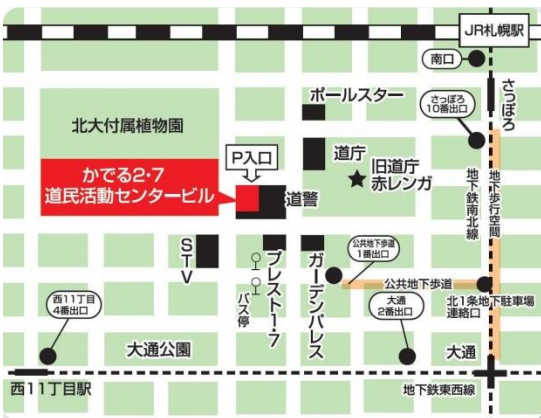 JR札幌駅
南口
さっぽろ
さっぽろ
10番出口
ポールスター
北大付属植物園
P入口
道庁
旧道庁
赤レンガ
かでる2・7
道民活動センタービル
道警
地下鉄南北線
地下歩行空間
STV
バス停
プレスト1・7
ガーデンパレス
公共地下歩道
1番出口
公共地下歩道
北1条地下駐車場
連絡口
西11丁目
4番出口
大通
2番出口
大通公園
大通
西11丁目駅
地下鉄東西線